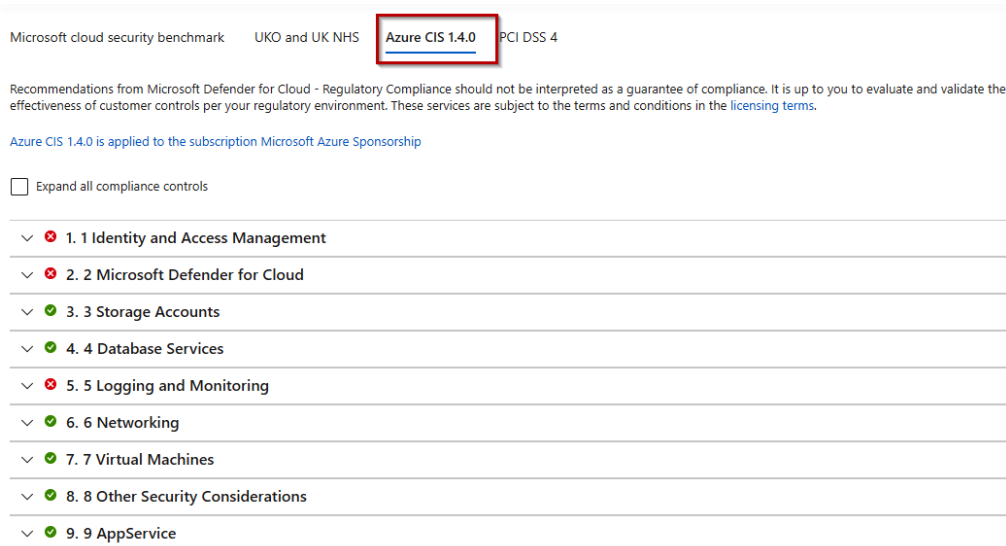 Microsoft cloud security benchmark UKO and UK NHS Azure CIS 1.4.0 PCI DSS 4
Recommendations from Microsoft Defender for Cloud - Regulatory Compliance should not be interpreted as a guarantee of compliance. It is up to you to evaluate and validate the
effectiveness of customer controls per your regulatory environment. These services are subject to the terms and conditions in the licensing terms.
Azure CIS 1.4.0 is applied to the subscription Microsoft Azure Sponsorship
Expand all compliance controls
1. 1 Identity and Access Management
2. 2 Microsoft Defender for Cloud
3. 3 Storage Accounts
4. 4 Database Services
5. 5 Logging and Monitoring
6. 6 Networking
7. 7 Virtual Machines
8. 8 Other Security Considerations
9. 9 AppService